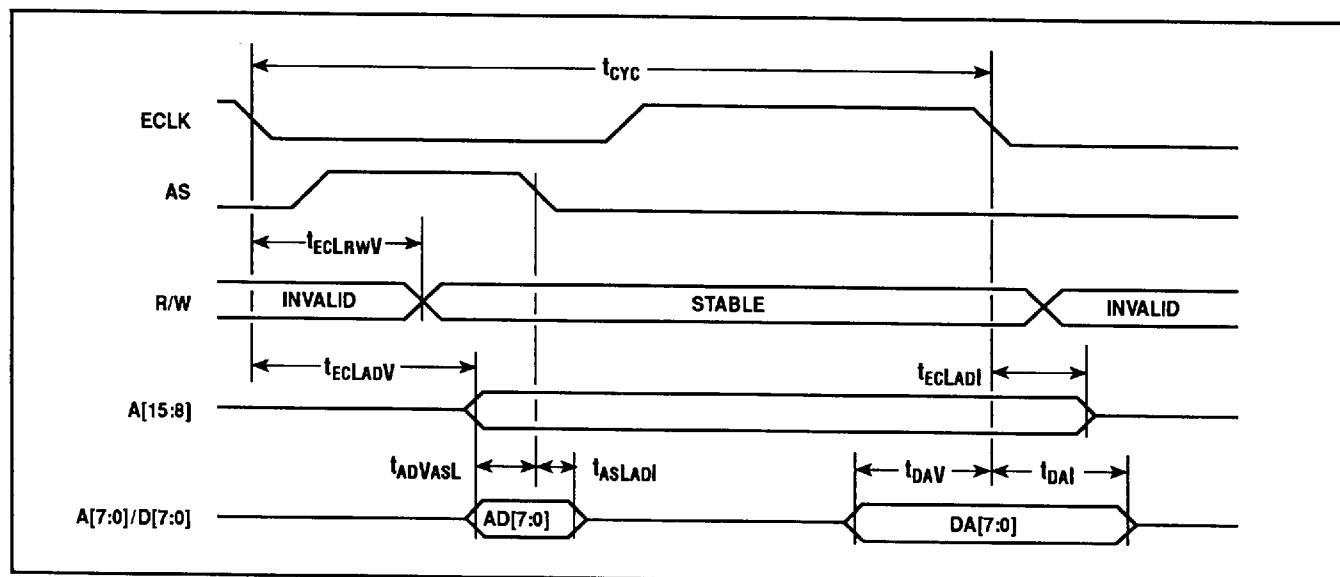 tCYC
ECLK
AS
tECLRWV
R/W INVALID STABLE INVALID
tECLADV tECLADI
A[15:8]
tADVASL tASLADI tDAV tDAI
A[7:0]/D[7:0] AD[7:0] DA[7:0]